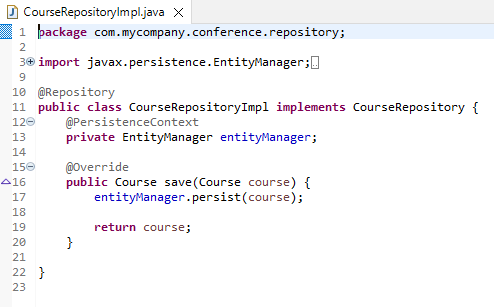 CourseRepositoryImpl.java
1 package com.mycompany.conference.repository;
2
3 import javax.persistence.EntityManager;
9
10 @Repository
11 public class CourseRepositoryImpl implements CourseRepository {
12 @PersistenceContext
13 private EntityManager entityManager;
14
15 @Override
16 public Course save(Course course) {
17 entityManager.persist(course);
18
19 return course;
20 }
21
22 }
23